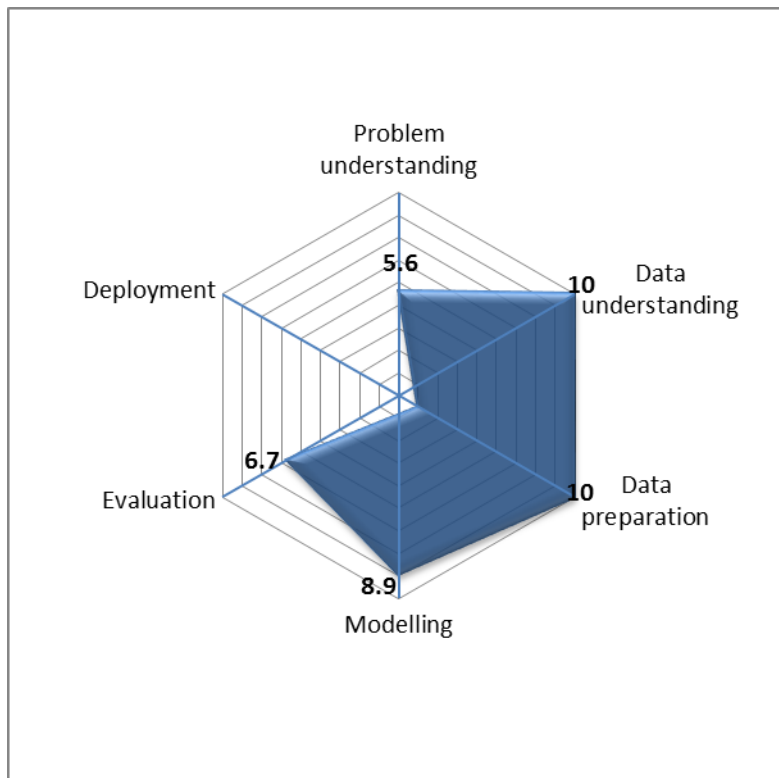 Problem
understanding
5.6
10
Data
understanding
Deployment
6.7
Evaluation
10
Data
preparation
8.9
Modelling